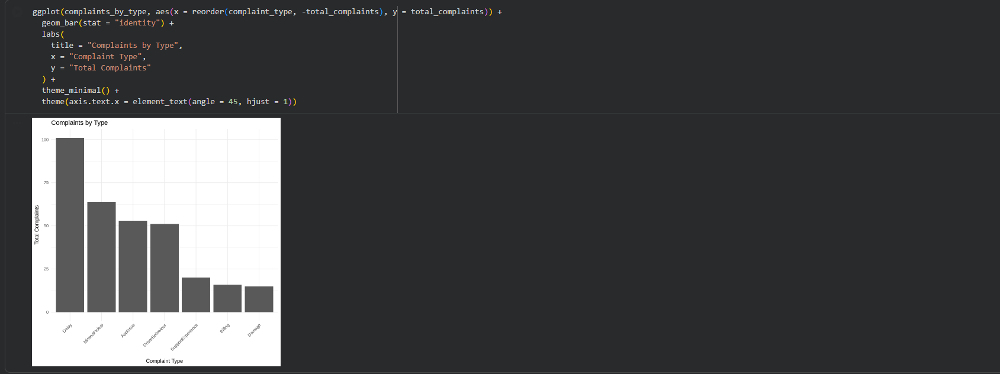 ggplot(complaints_by_type, aes(x = reorder(complaint_type, -total_complaints), y = total_complaints)) +
  geom_bar(stat = "identity") +
  labs(
    title = "Complaints by Type",
    x = "Complaint Type",
    y = "Total Complaints"
  ) +
  theme_minimal() +
  theme(axis.text.x = element_text(angle = 45, hjust = 1))
Complaints by Type
100
75
50
25
0
Total Complaints
Delay
MissedPickup
AppIssue
DriverBehaviour
SupportExperience
Billing
Damage
Complaint Type